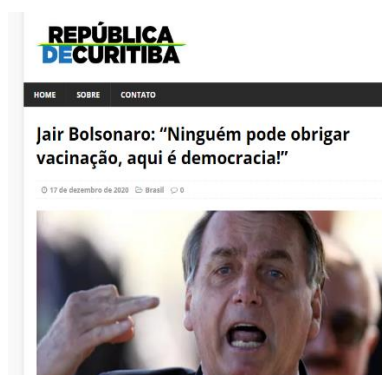 REPÚBLICA
DECURITIBA
HOME SOBRE CONTATO
Jair Bolsonaro: “Ninguém pode obrigar
vacinação, aqui é democracia!”
17 de dezembro de 2020 Brasil 0